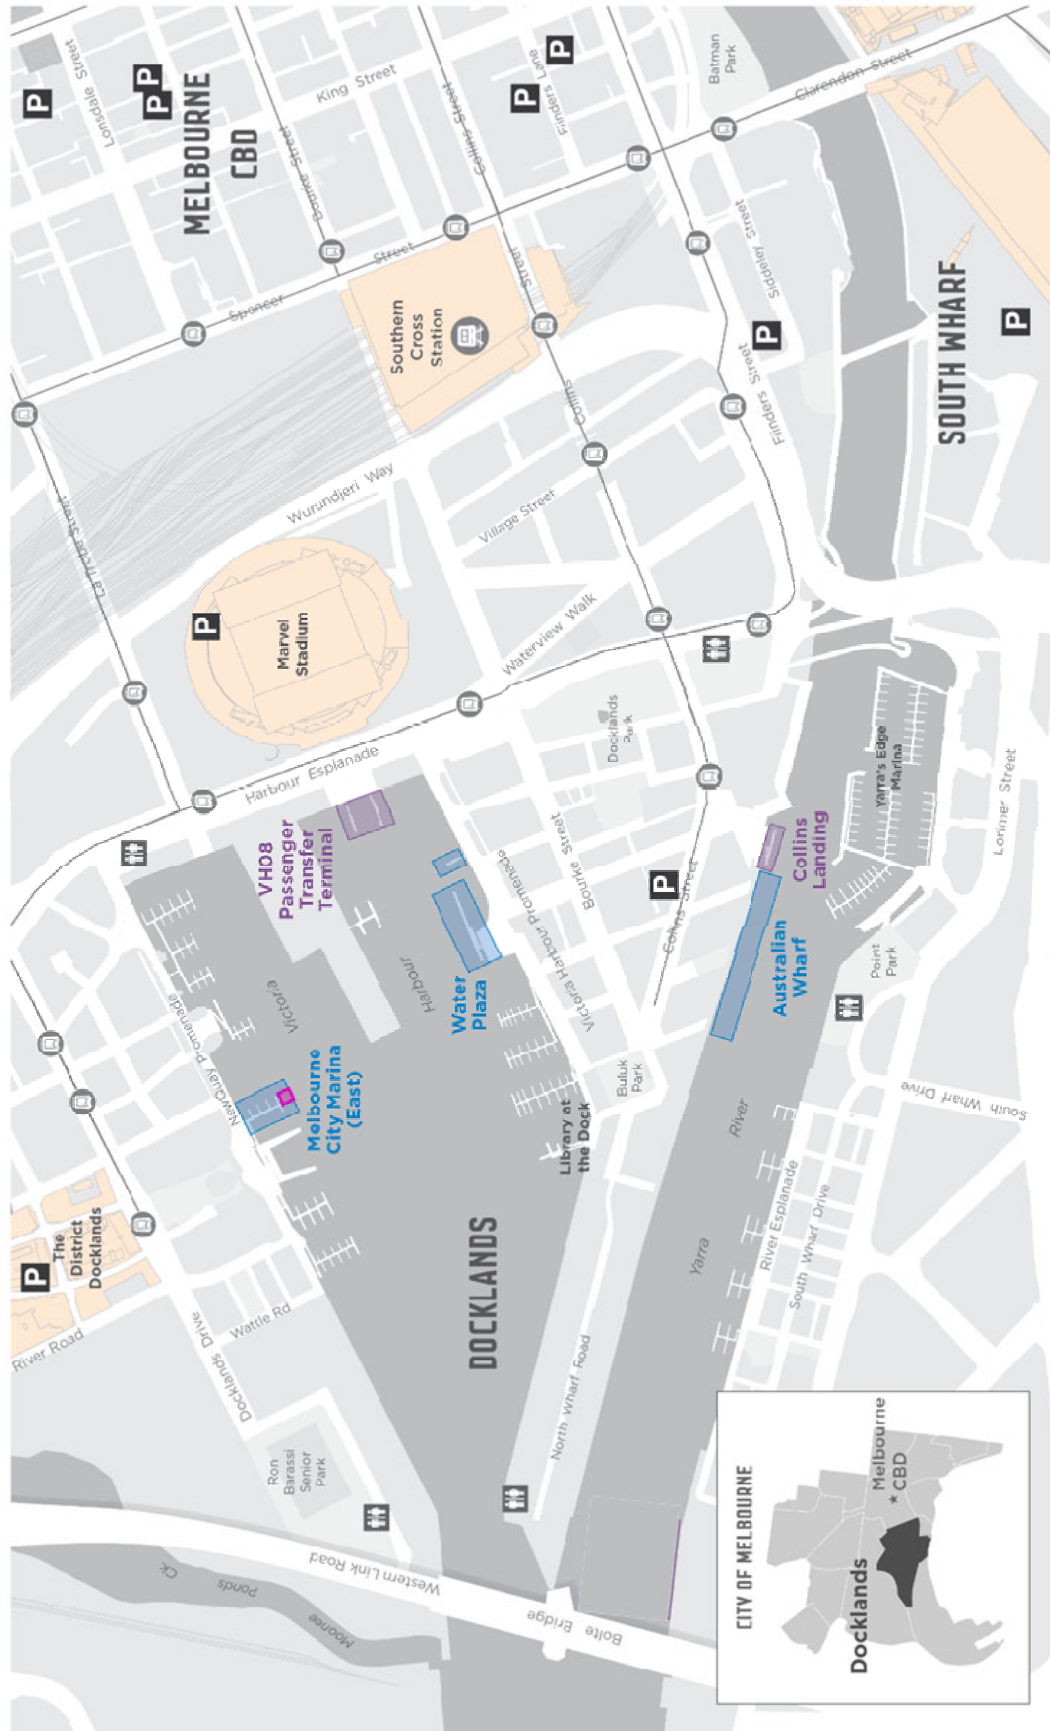 MELBOURNE
CBD
Lonsdale Street
P
P
P
P
P
King Street
Flinders Lane
Batman
Park
Clarendon Street
Bourke Street
Collins Street
Spencer
Street
Southern
Cross
Station
Street
Siddeley Street
SOUTH WHARF
P
P
Flinders Street
La Trobe Street
Wurundjeri Way
Collins
Village Street
P
Marvel
Stadium
Waterview Walk
Harbour Esplanade
Docklands
Park
Yarra's Edge
Marina
Lorimer Street
VH08
Passenger
Transfer
Terminal
Bourke Street
Victoria Harbour Promenade
P
Collins Street
Collins
Landing
NewQuay Promenade
Victoria
Harbour
Water
Plaza
Australian
Wharf
Point
Park
Melbourne
City Marina
(East)
Buluk
Park
Library at
the Dock
River
South Wharf Drive
P
The
District
Docklands
River Road
Wattle Rd
Docklands Drive
DOCKLANDS
Yarra
River Esplanade
South Wharf Drive
North Wharf Road
Ron
Barassi
Senior
Park
Western Link Road
Bolte Bridge
Moonee Ponds Ck.
CITY OF MELBOURNE
Melbourne
CBD
Docklands